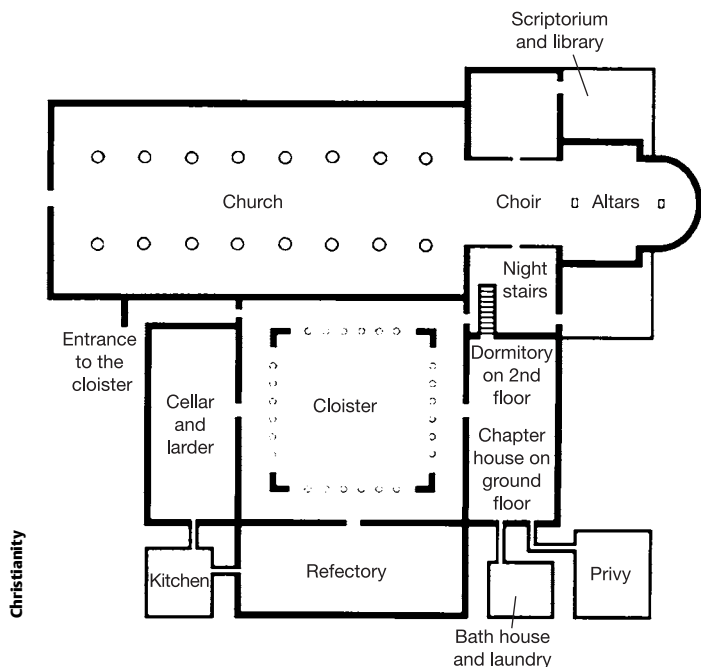 Scriptorium
and library
Church
Choir
Altars
Night
stairs
Entrance
to the
cloister
Dormitory
on 2nd
floor
Cellar
and
larder
Cloister
Chapter
house on
ground
floor
Kitchen
Refectory
Privy
Bath house
and laundry
Christianity